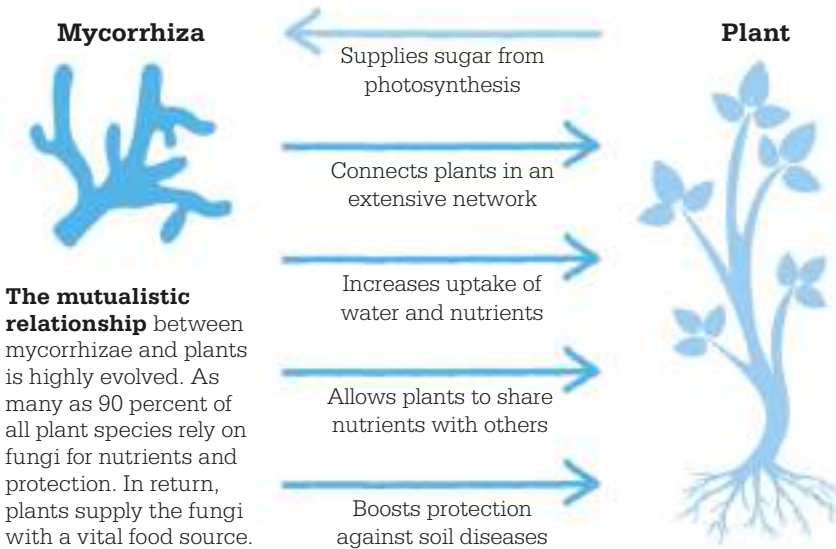 Mycorrhiza
Plant
Supplies sugar from
photosynthesis
Connects plants in an
extensive network
Increases uptake of
water and nutrients
Allows plants to share
nutrients with others
Boosts protection
against soil diseases
The mutualistic
relationship between
mycorrhizae and plants
is highly evolved. As
many as 90 percent of
all plant species rely on
fungi for nutrients and
protection. In return,
plants supply the fungi
with a vital food source.